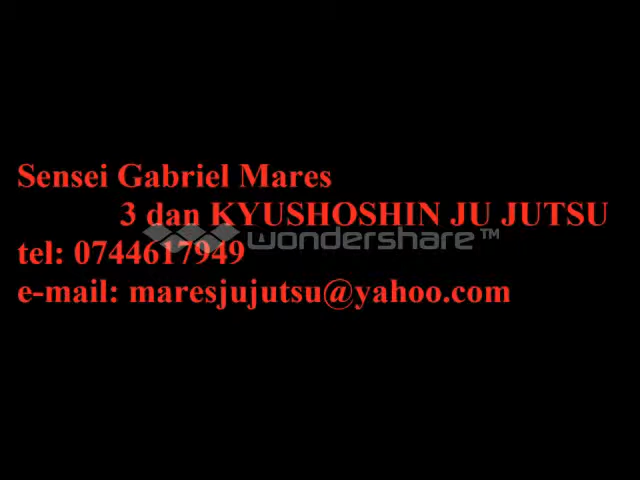 Sensei Gabriel Mares
3 dan KYUSHOSHIN JU JUTSU
wondershare™
tel: 0744617949
e-mail: maresjujutsu@yahoo.com